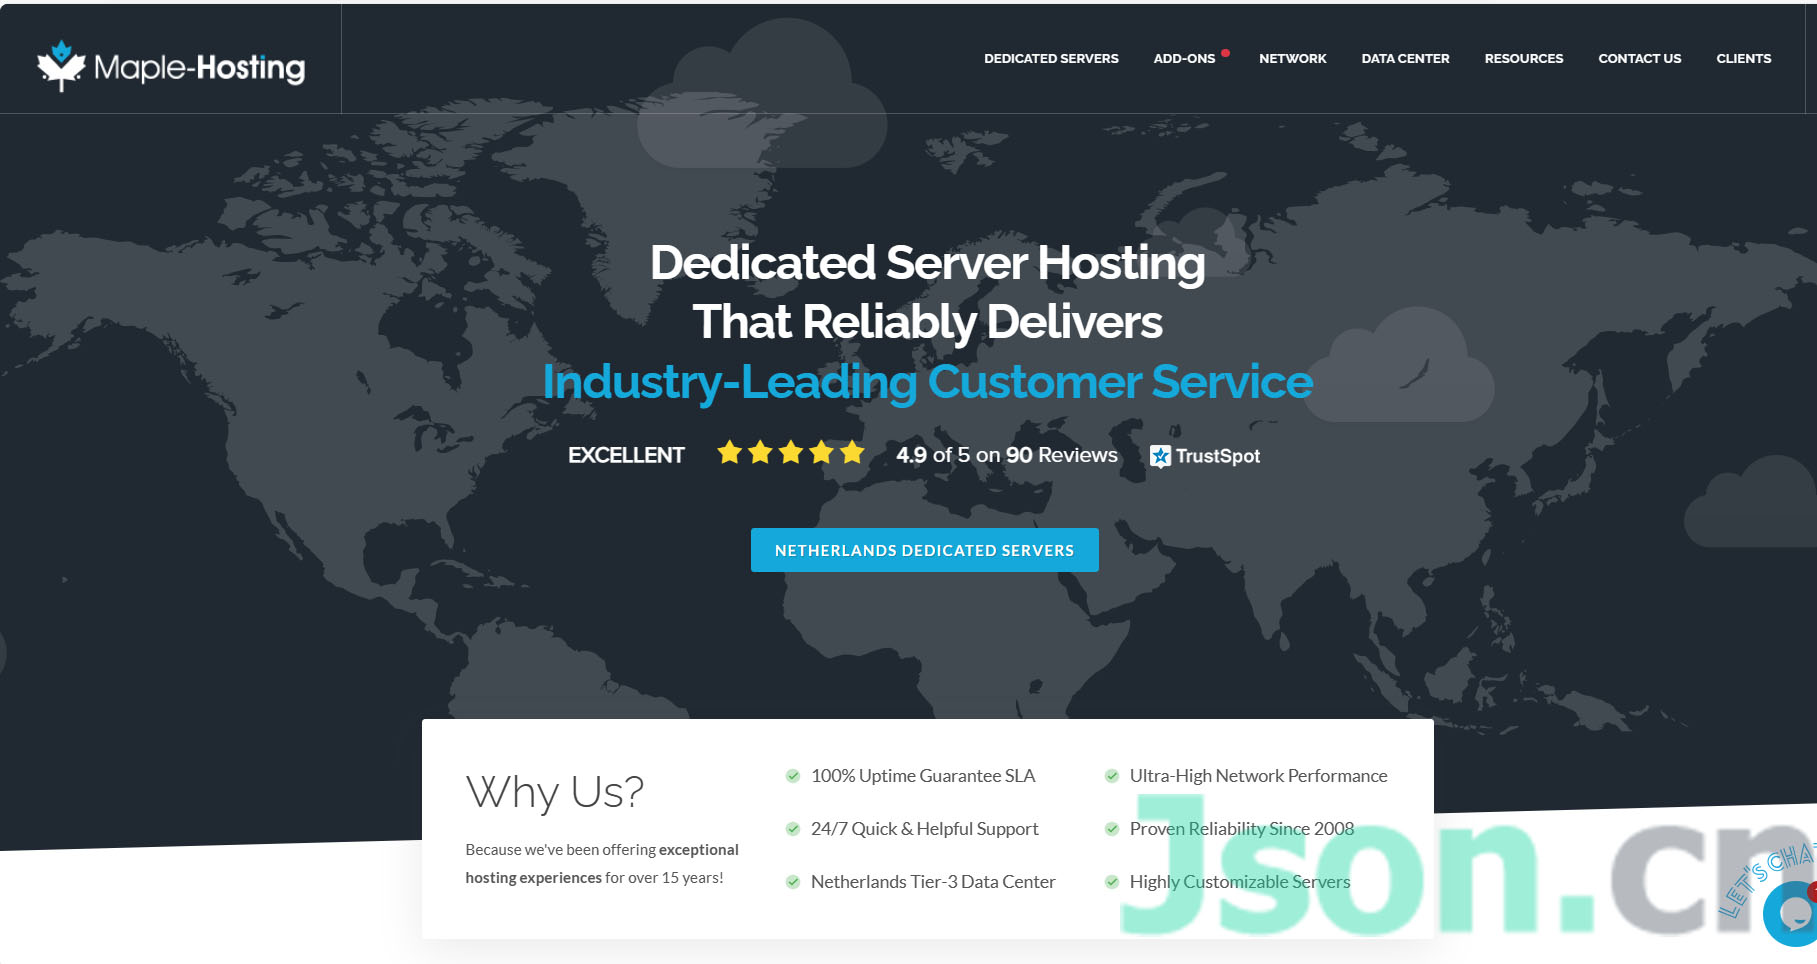 Maple-Hosting
DEDICATED SERVERS ADD-ONS NETWORK DATA CENTER RESOURCES CONTACT US CLIENTS
Dedicated Server Hosting
That Reliably Delivers
Industry-Leading Customer Service
EXCELLENT 4.9 of 5 on 90 Reviews TrustSpot
NETHERLANDS DEDICATED SERVERS
Why Us?
Because we've been offering exceptional
hosting experiences for over 15 years!
100% Uptime Guarantee SLA
24/7 Quick & Helpful Support
Netherlands Tier-3 Data Center
Ultra-High Network Performance
Proven Reliability Since 2008
Highly Customizable Servers
Json.cn
LET'S CHAT